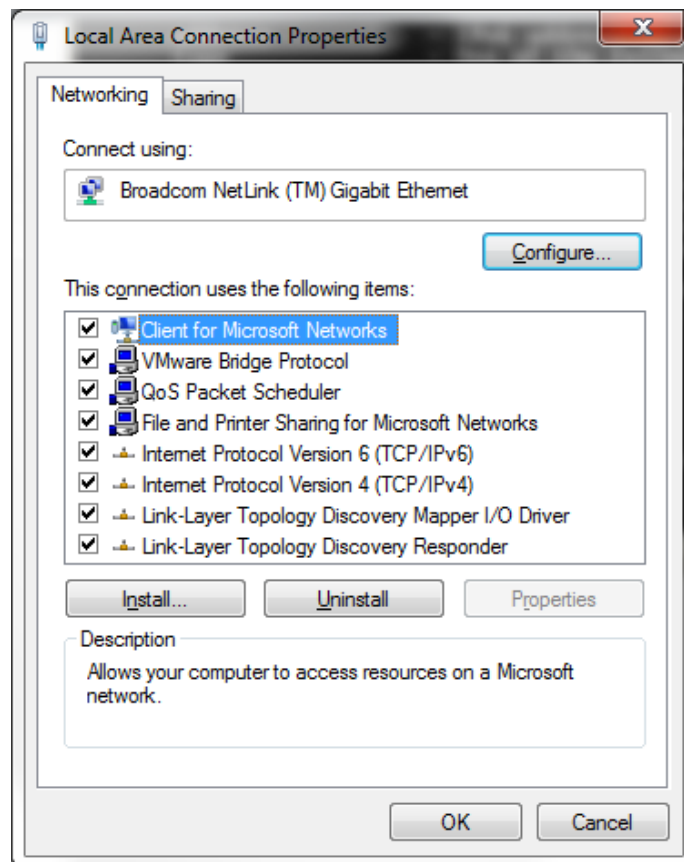 Local Area Connection Properties
Networking
Sharing
Connect using:
Broadcom NetLink (TM) Gigabit Ethernet
Configure...
This connection uses the following items:
Client for Microsoft Networks
VMware Bridge Protocol
QoS Packet Scheduler
File and Printer Sharing for Microsoft Networks
Internet Protocol Version 6 (TCP/IPv6)
Internet Protocol Version 4 (TCP/IPv4)
Link-Layer Topology Discovery Mapper I/O Driver
Link-Layer Topology Discovery Responder
Install...
Uninstall
Properties
Description
Allows your computer to access resources on a Microsoft
network.
OK
Cancel